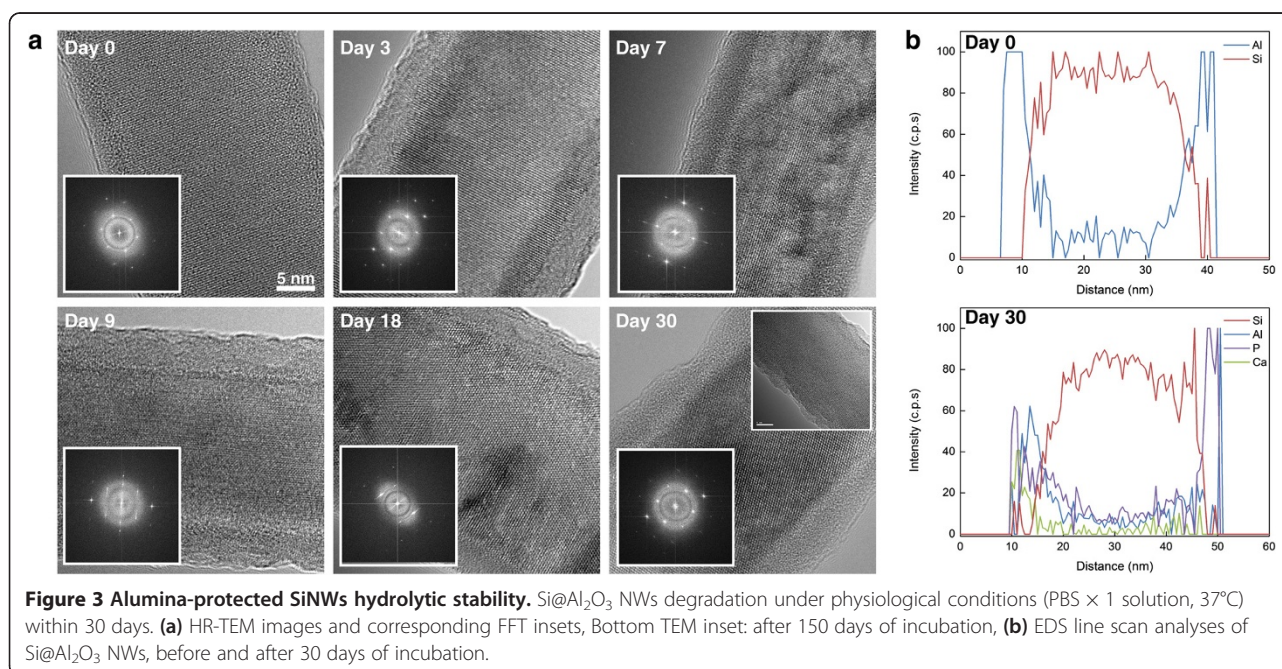 a
Day 0
Day 3
Day 7
5 nm
Day 9
Day 18
Day 30
b
Day 0
Al
Si
100
80
60
40
20
0
Intensity (c.p.s)
0 10 20 30 40 50
Distance (nm)
Day 30
Si
Al
P
Ca
100
80
60
40
20
0
Intensity (c.p.s)
0 10 20 30 40 50 60
Distance (nm)
Figure 3 Alumina-protected SiNWs hydrolytic stability. Si@Al₂O₃ NWs degradation under physiological conditions (PBS × 1 solution, 37°C)
within 30 days. (a) HR-TEM images and corresponding FFT insets, Bottom TEM inset: after 150 days of incubation, (b) EDS line scan analyses of
Si@Al₂O₃ NWs, before and after 30 days of incubation.